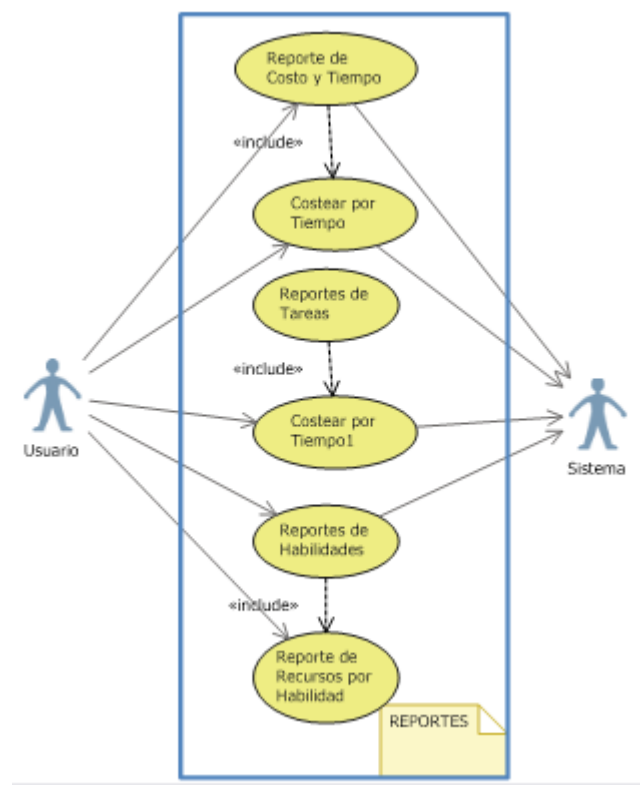 Reporte de
Costo y Tiempo
«include»
Costear por
Tiempo
Reportes de
Tareas
«include»
Usuario
Costear por
Tiempo1
Sistema
Reportes de
Habilidades
«include»
Reporte de
Recursos por
Habilidad
REPORTES